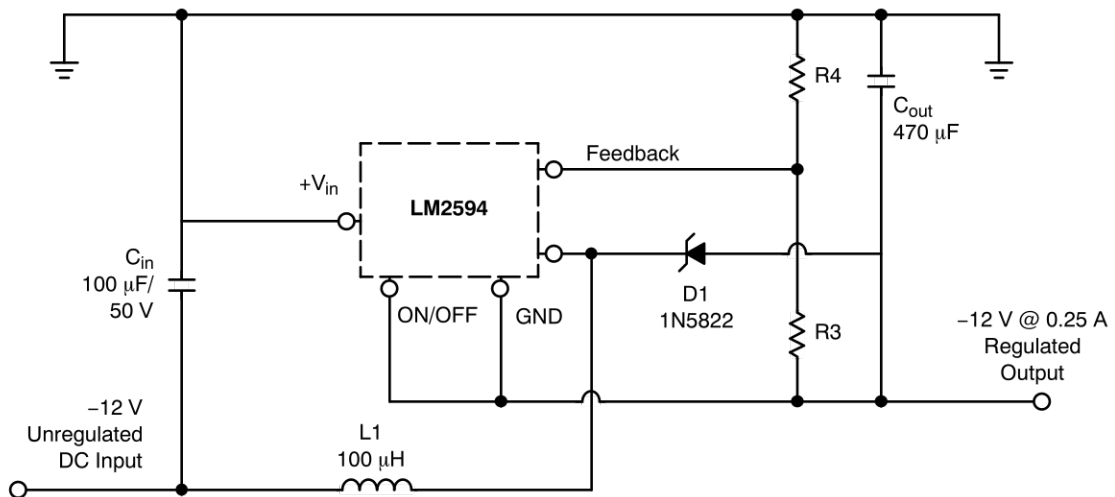 R4
C_out
470 μF
Feedback
+V_in
LM2594
C_in
100 μF/
50 V
ON/OFF
GND
D1
1N5822
R3
–12 V @ 0.25 A
Regulated
Output
–12 V
Unregulated
DC Input
L1
100 μH